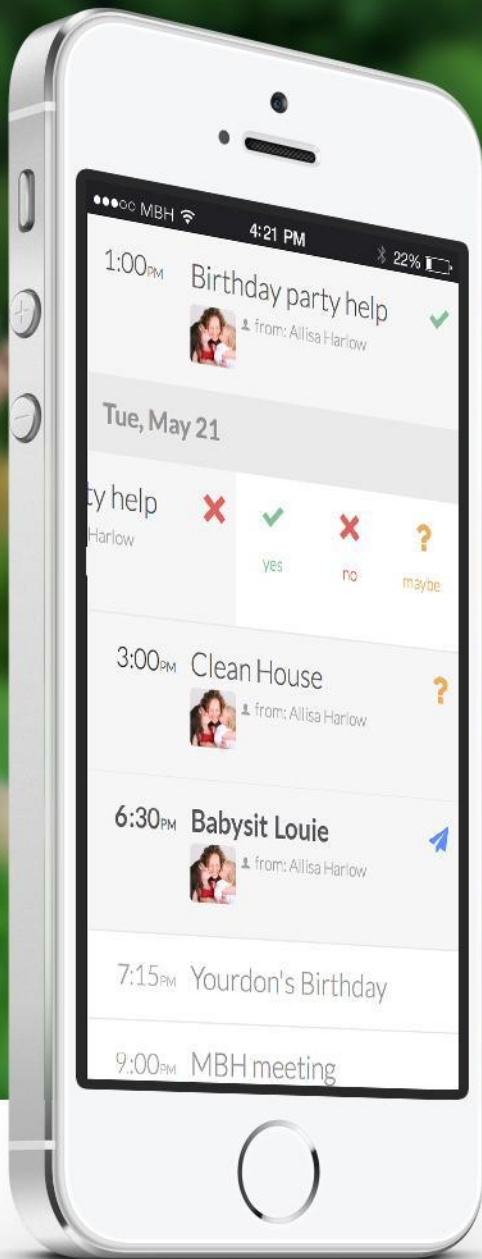 MBH 4:21 PM 22%
1:00PM Birthday party help
from: Allisa Harlow
Tue, May 21
ty help
Harlow
yes no maybe
3:00PM Clean House
from: Allisa Harlow
6:30PM Babysit Louie
from: Allisa Harlow
7:15PM Yourdon's Birthday
9:00PM MBH meeting